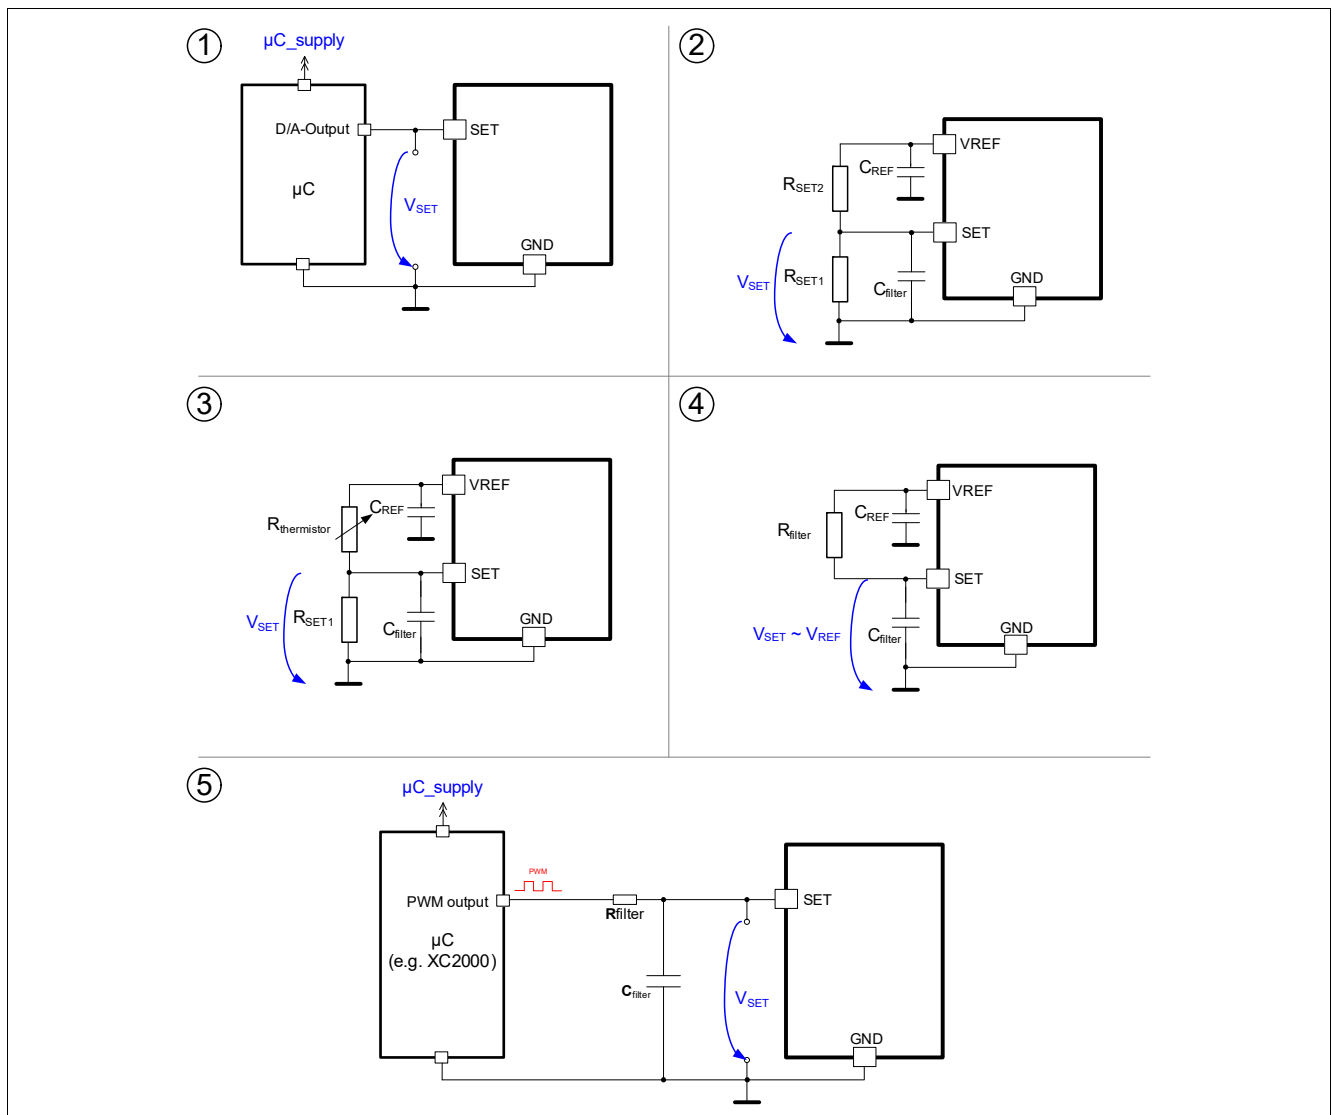 1
µC_supply
D/A-Output
SET
µC
VSET
GND
2
VREF
CREF
RSET2
SET
VSET
RSET1
Cfilter
GND
3
VREF
CREF
Rthermistor
SET
VSET
RSET1
Cfilter
GND
4
VREF
CREF
Rfilter
SET
VSET ~ VREF
Cfilter
GND
5
µC_supply
PWM
PWM output
SET
Rfilter
µC
(e.g. XC2000)
Cfilter
VSET
GND